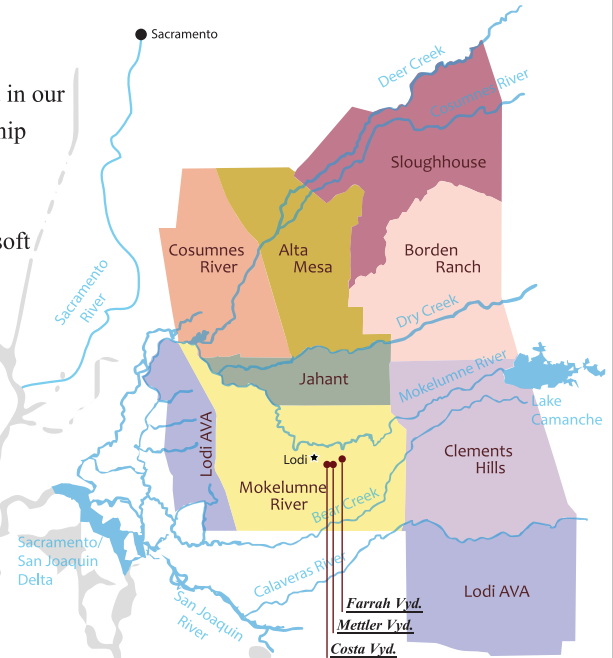 Sacramento
in our
hip
soft
Deer Creek
Cosumnes River
Sloughhouse
Sacramento
River
Cosumnes
River
Alta
Mesa
Borden
Ranch
Dry Creek
Jahant
Mokelumne River
Lake
Camanche
Lodi AVA
Lodi
Mokelumne
River
Bear Creek
Clements
Hills
Sacramento/
San Joaquin
Delta
Calaveras River
San Joaquin
River
Lodi AVA
Farrah Vyd.
Mettler Vyd.
Costa Vyd.